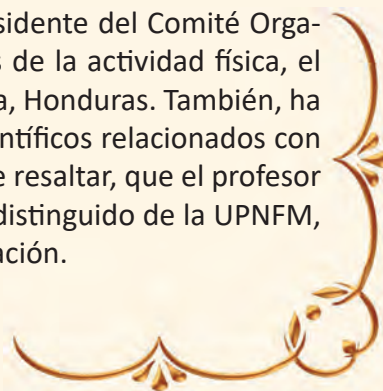 sidente del Comité Orga-
s de la actividad física, el
a, Honduras. También, ha
ntíficos relacionados con
e resaltar, que el profesor
distinguido de la UPNFM,
ación.